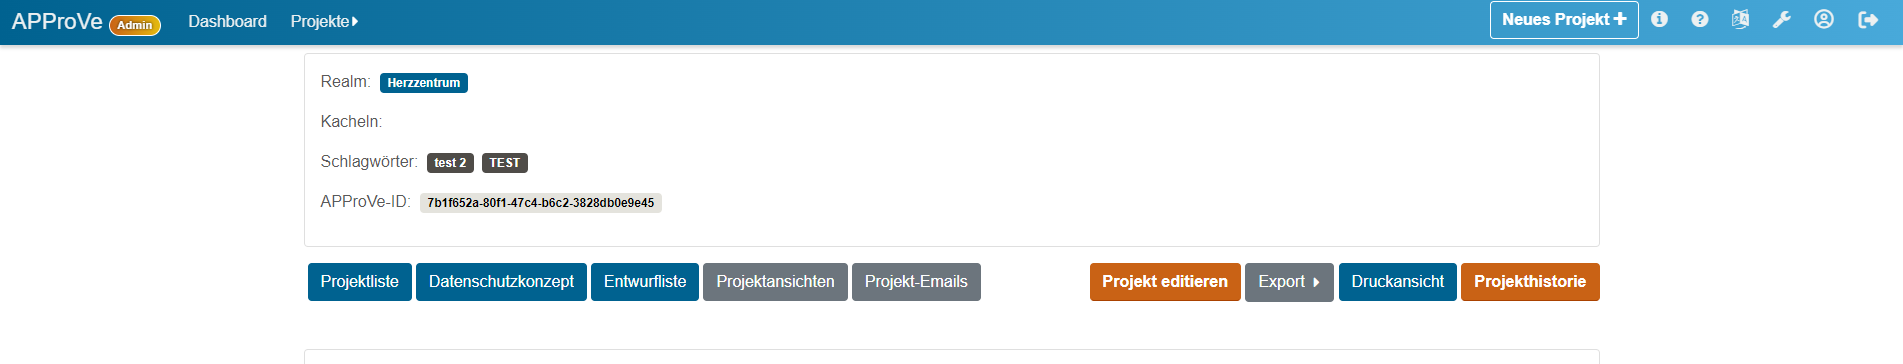 APProVe Admin Dashboard Projekte Neues Projekt
Realm: Herzzentrum
Kacheln:
Schlagwörter: test 2 TEST
APProVe-ID: 7b1f652a-80f1-47c4-b6c2-3828db0e9e45
Projektliste Datenschutzkonzept Entwurfliste Projektansichten Projekt-Emails Projekt editieren Export Druckansicht Projekthistorie